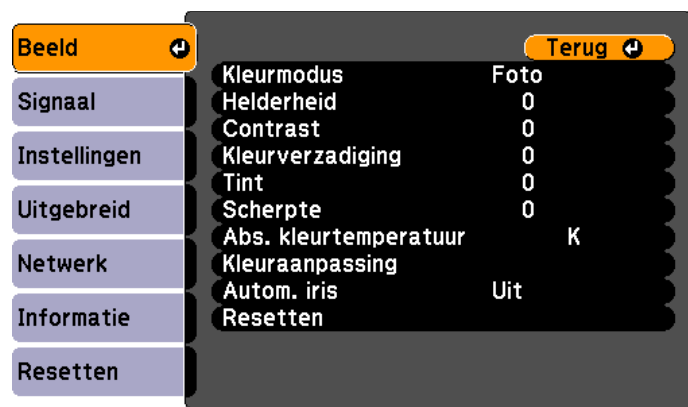 Beeld
Signaal
Instellingen
Uitgebreid
Netwerk
Informatie
Resetten
Terug
Kleurmodus Foto
Helderheid 0
Contrast 0
Kleurverzadiging 0
Tint 0
Scherpte 0
Abs. kleurtemperatuur K
Kleuraanpassing
Autom. iris Uit
Resetten